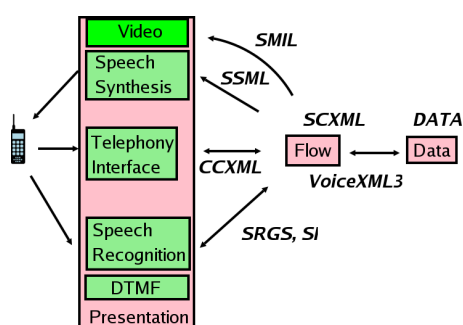 Video
SMIL
Speech
Synthesis
SSML
SCXML
DATA
Telephony
Interface
CCXML
Flow
Data
VoiceXML3
Speech
Recognition
SRGS, SI
DTMF
Presentation